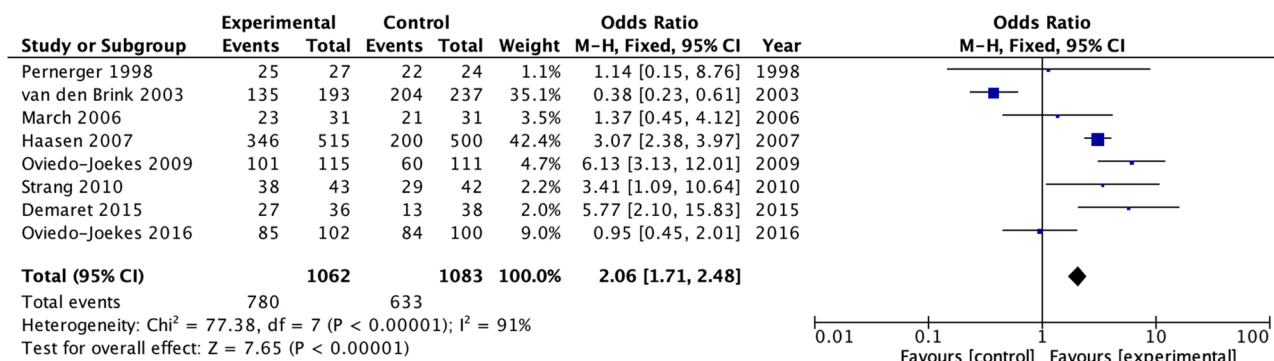 Experimental Control Odds Ratio Odds Ratio
Study or Subgroup Events Total Events Total Weight M-H, Fixed, 95% CI Year M-H, Fixed, 95% CI
Pernerger 1998 25 27 22 24 1.1% 1.14 [0.15, 8.76] 1998
van den Brink 2003 135 193 204 237 35.1% 0.38 [0.23, 0.61] 2003
March 2006 23 31 21 31 3.5% 1.37 [0.45, 4.12] 2006
Haasen 2007 346 515 200 500 42.4% 3.07 [2.38, 3.97] 2007
Oviedo-Joekes 2009 101 115 60 111 4.7% 6.13 [3.13, 12.01] 2009
Strang 2010 38 43 29 42 2.2% 3.41 [1.09, 10.64] 2010
Demaret 2015 27 36 13 38 2.0% 5.77 [2.10, 15.83] 2015
Oviedo-Joekes 2016 85 102 84 100 9.0% 0.95 [0.45, 2.01] 2016
Total (95% CI) 1062 1083 100.0% 2.06 [1.71, 2.48]
Total events 780 633
Heterogeneity: Chi² = 77.38, df = 7 (P < 0.00001); I² = 91%
Test for overall effect: Z = 7.65 (P < 0.00001)
0.01 0.1 1 10 100
Favours [control] Favours [experimental]